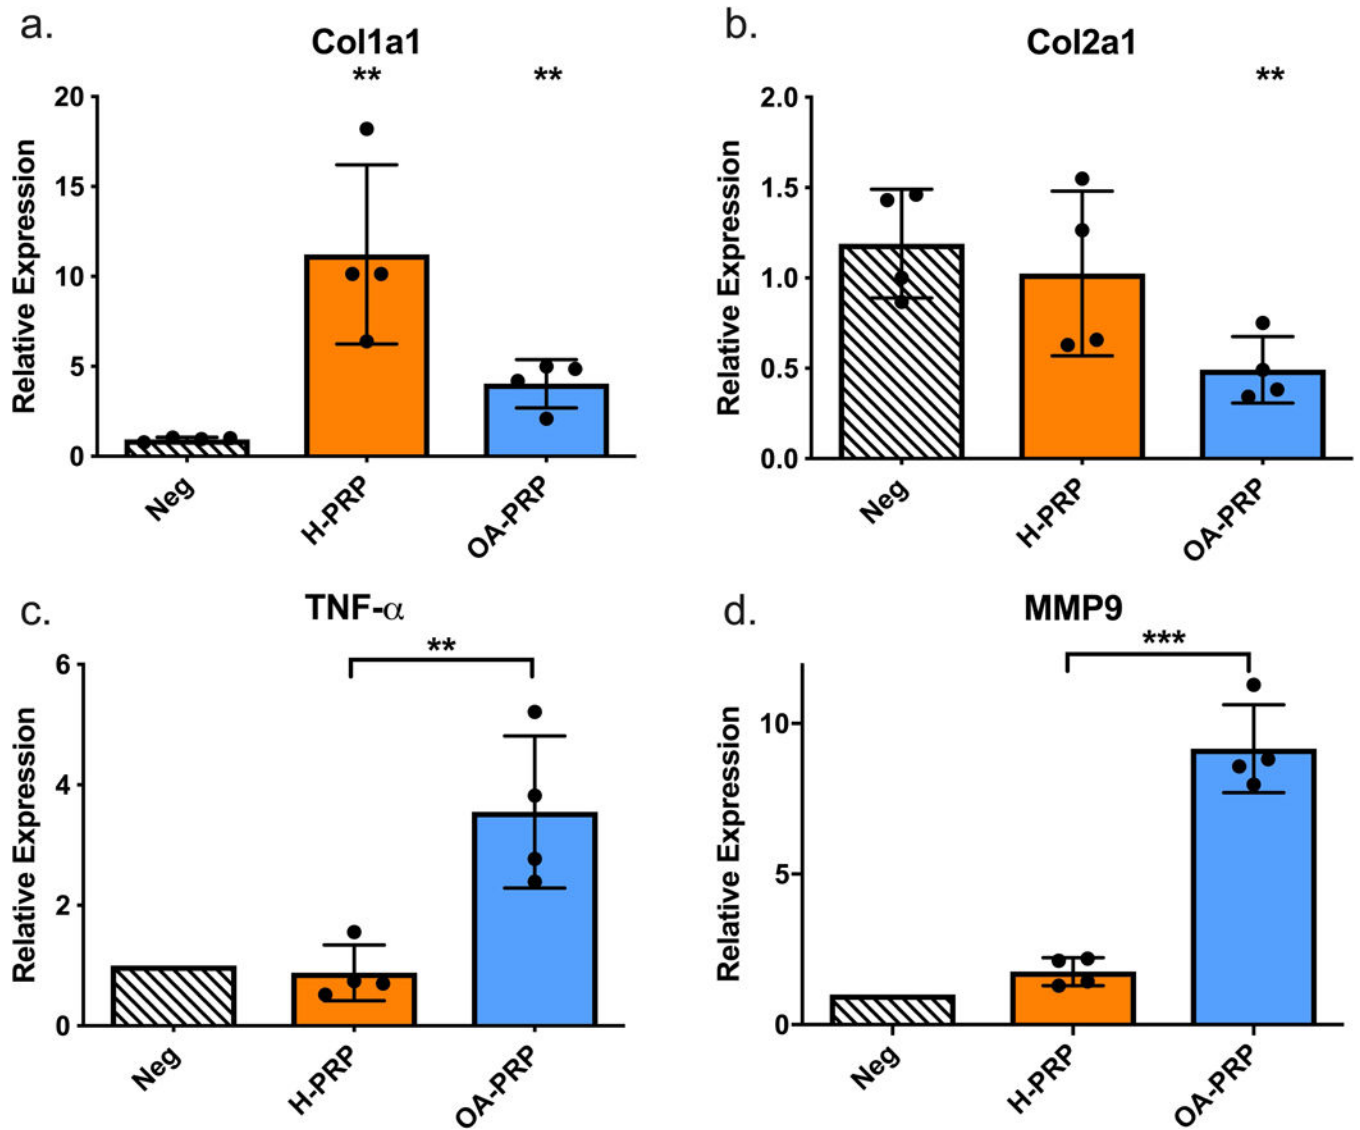 a.
Col1a1
** **
Relative Expression
20
15
10
5
0
Neg
H-PRP
OA-PRP
b.
Col2a1
**
Relative Expression
2.0
1.5
1.0
0.5
0.0
Neg
H-PRP
OA-PRP
c.
TNF-α
**
Relative Expression
6
4
2
0
Neg
H-PRP
OA-PRP
d.
MMP9
***
Relative Expression
10
5
0
Neg
H-PRP
OA-PRP